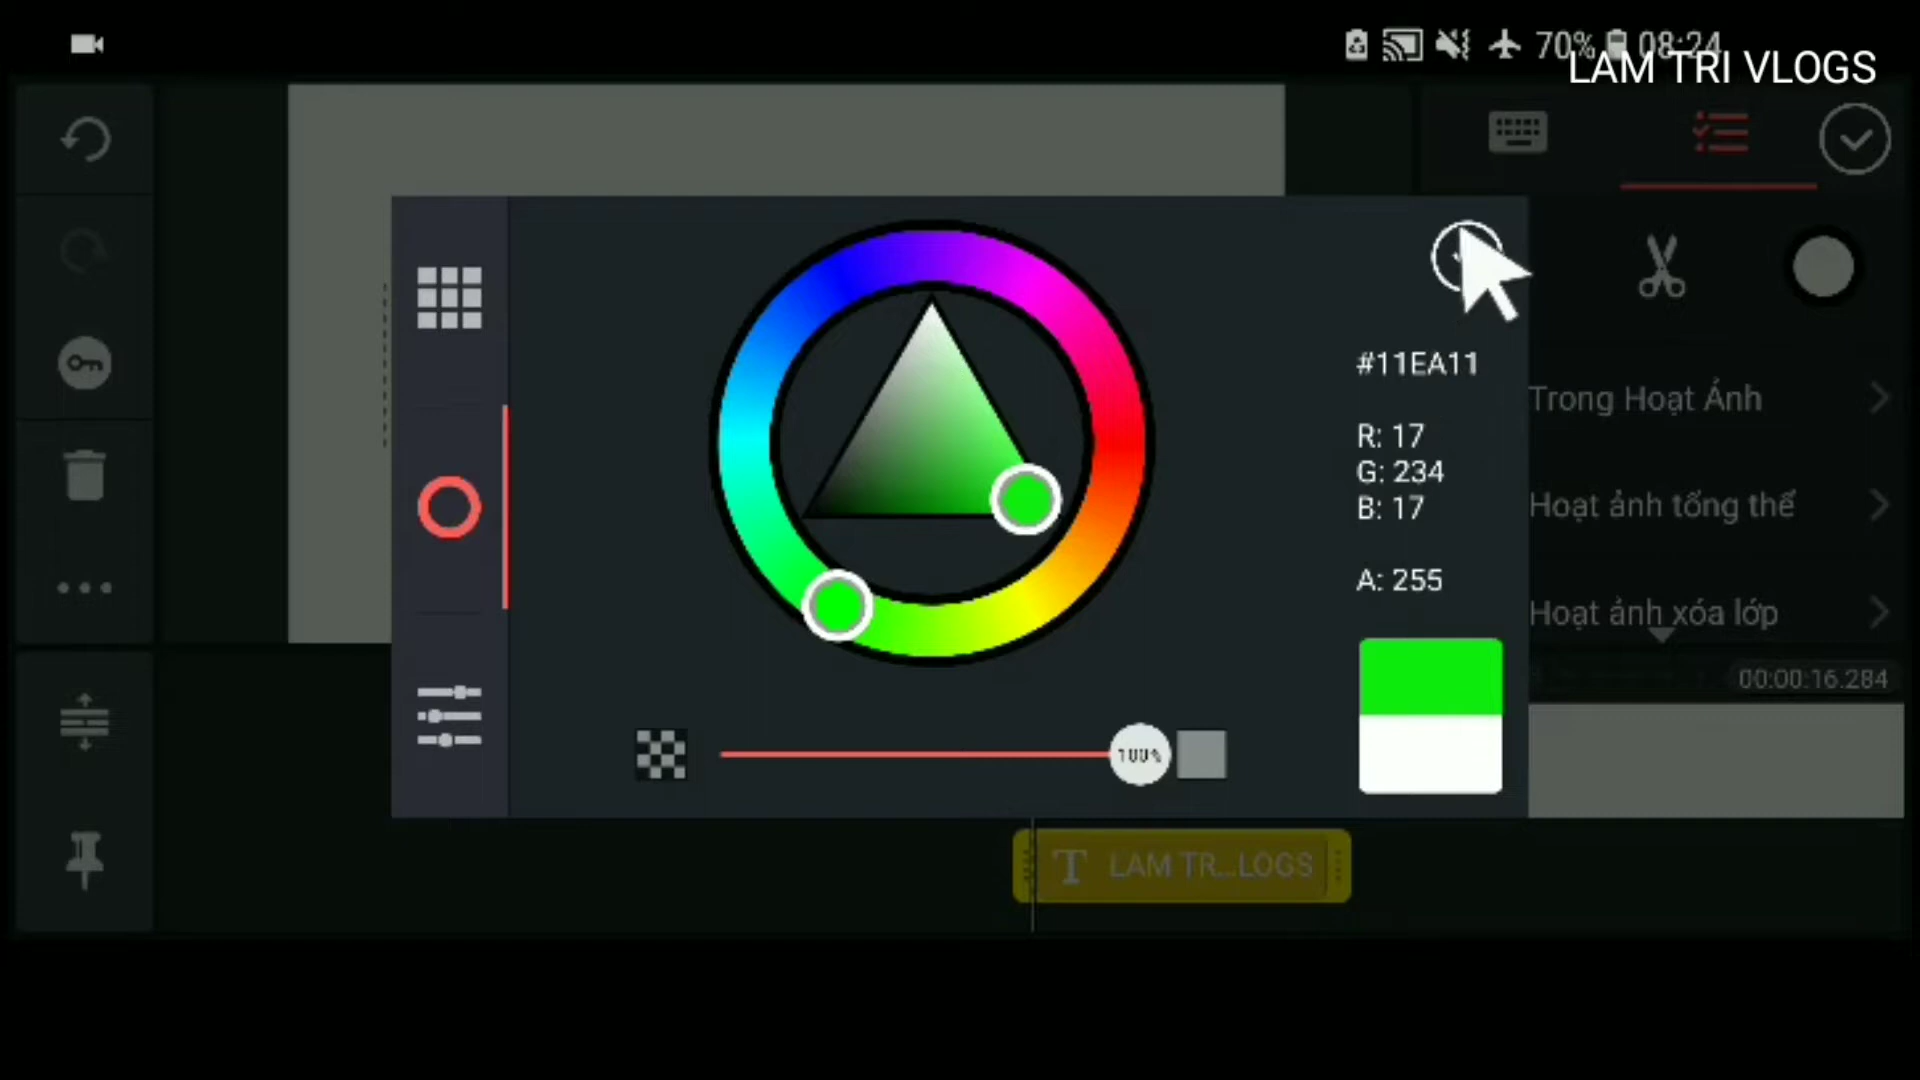 70% 08:24
LAM TRI VLOGS
#11EA11
R: 17
G: 234
B: 17
A: 255
Trong Hoạt Ảnh
Hoạt ảnh tổng thể
Hoạt ảnh xóa lớp
00:00:16.284
100%
T LAM TR...LOGS